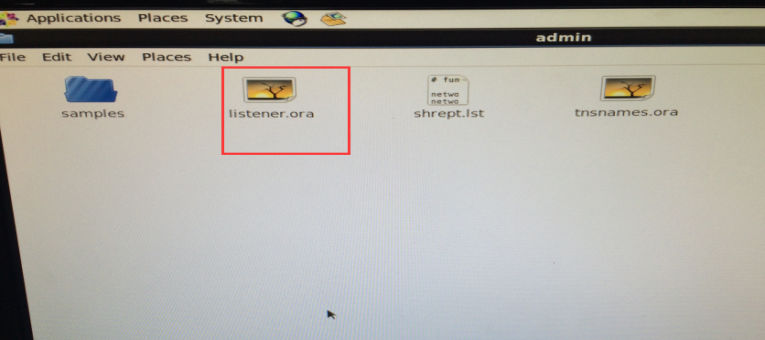 Applications Places System
admin
File Edit View Places Help
# fun
netwo
netwo
samples listener.ora shrept.lst tnsnames.ora